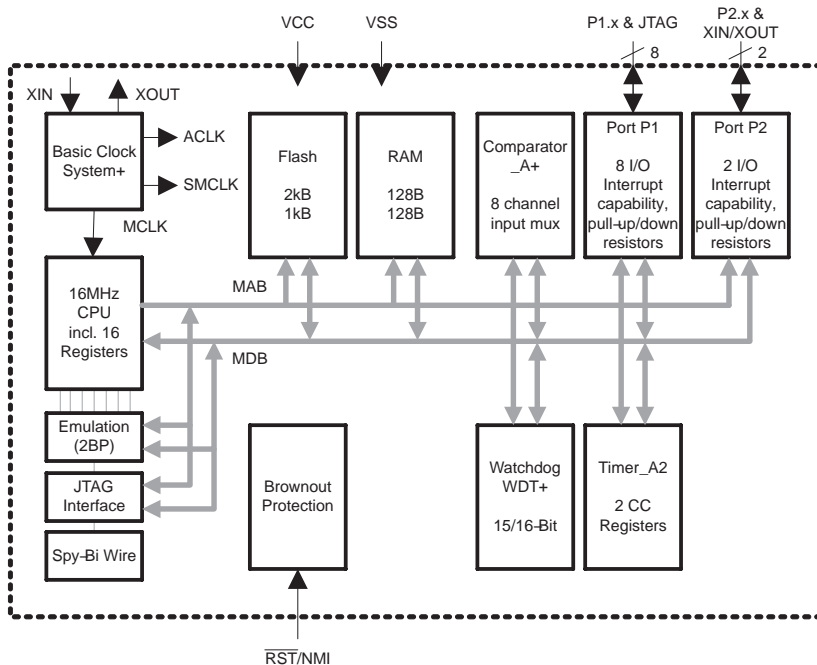 VCC
VSS
P1.x & JTAG
8
P2.x &
XIN/XOUT
2
XIN
XOUT
Basic Clock
System+
ACLK
SMCLK
MCLK
Flash
2kB
1kB
RAM
128B
128B
Comparator
_A+
8 channel
input mux
Port P1
8 I/O
Interrupt
capability,
pull-up/down
resistors
Port P2
2 I/O
Interrupt
capability,
pull-up/down
resistors
16MHz
CPU
incl. 16
Registers
MAB
MDB
Emulation
(2BP)
JTAG
Interface
Spy-Bi Wire
Brownout
Protection
Watchdog
WDT+
15/16-Bit
Timer_A2
2 CC
Registers
RST/NMI